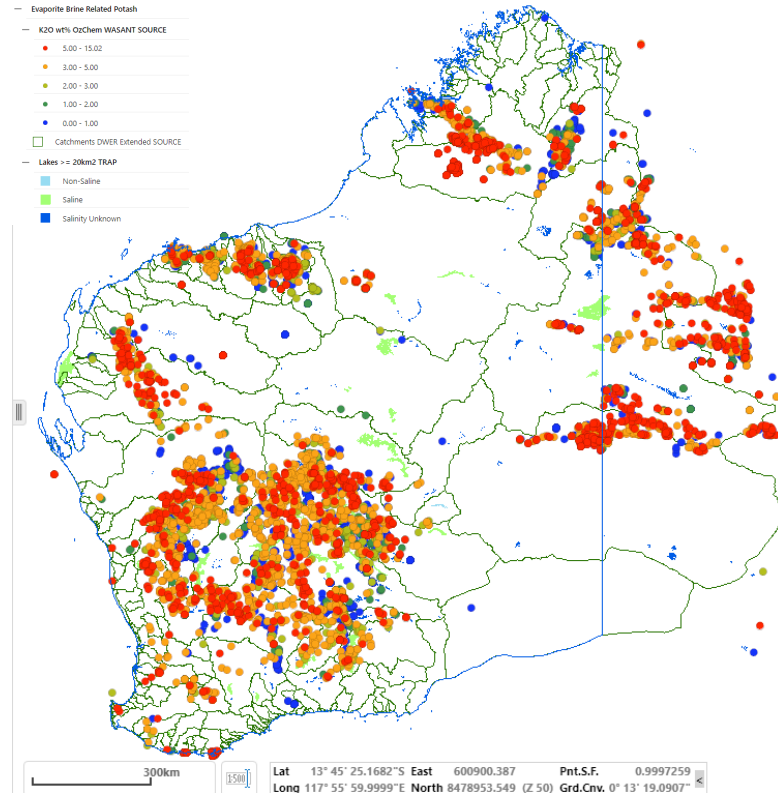 Evaporite Brine Related Potash
K2O wt% OzChem WASANT SOURCE
5.00 - 15.02
3.00 - 5.00
2.00 - 3.00
1.00 - 2.00
0.00 - 1.00
Catchments DWER Extended SOURCE
Lakes >= 20km2 TRAP
Non-Saline
Saline
Salinity Unknown
300km
1500
Lat 13° 45' 25.1682"S East 600900.387 Pnt.S.F. 0.9997259
Long 117° 55' 59.9999"E North 8478953.549 (Z 50) Grd.Cnv. 0° 13' 19.0907"
<